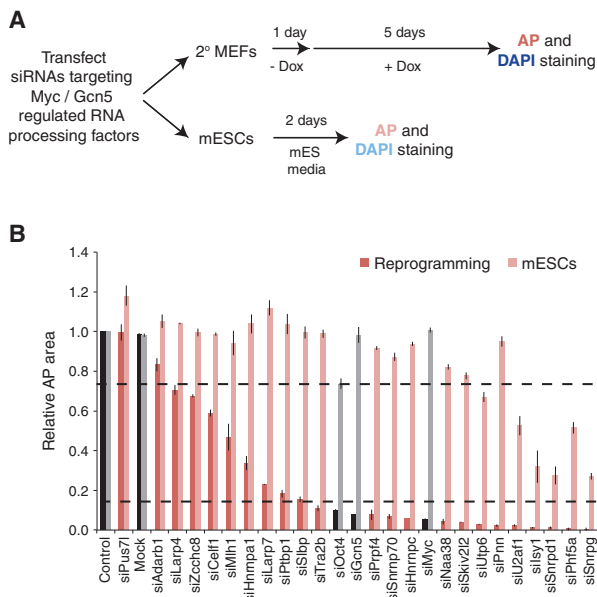 A
Transfect
siRNAs targeting
Myc / Gcn5
regulated RNA
processing factors
2° MEFs
1 day
- Dox
5 days
+ Dox
AP and
DAPI staining
mESCs
2 days
mES
media
AP and
DAPI staining
B
Reprogramming
mESCs
Relative AP area
1.4
1.2
1.0
0.8
0.6
0.4
0.2
0.0
Control
siPus7l
Mock
siAdarb1
siLarp4
siZcchc8
siCelf1
siMlh1
siHnrnpa1
siLarp7
siPtbp1
siSlbp
siTra2b
siOct4
siGcn5
siPrpf4
siSnrnp70
siHnrnpc
siMyc
siNaa38
siSkiv2l2
siUtp6
siPnn
siU2af1
siIsy1
siSnrpd1
siPhf5a
siSnrpg